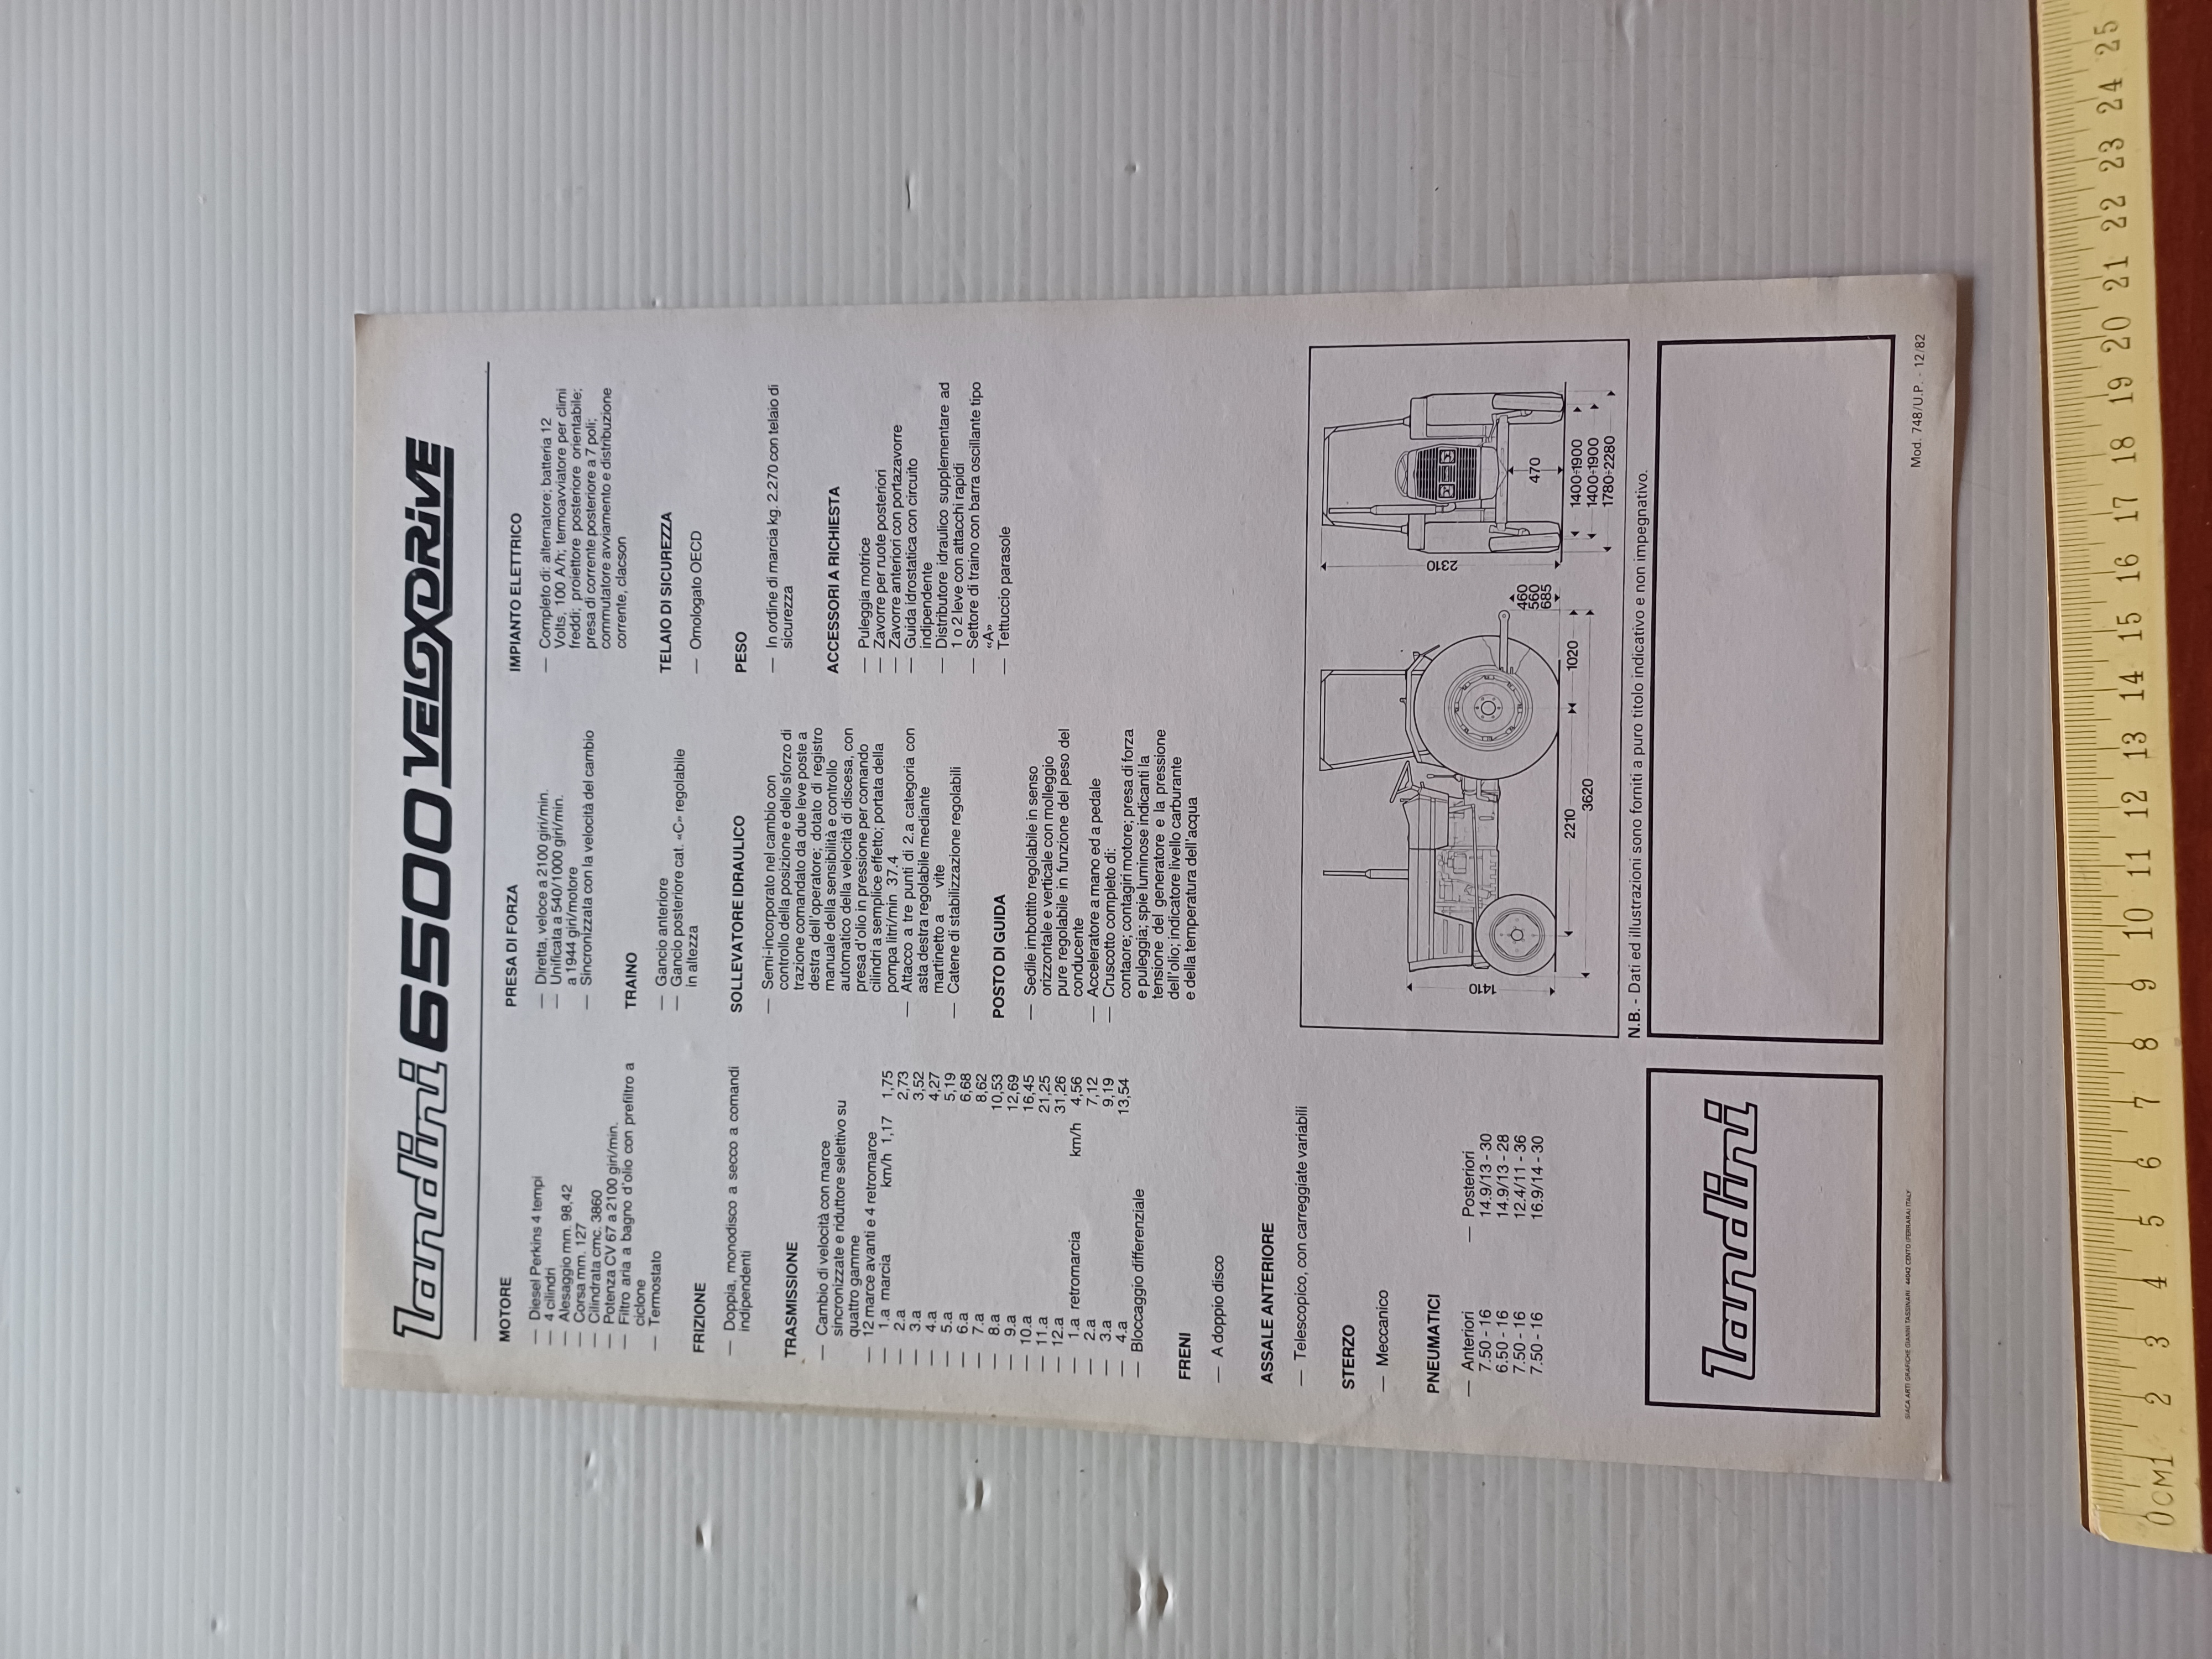 Landini 6500 VELOXDRIVE
MOTORE
— Diesel Perkins 4 tempi
— 4 cilindri
— Alesaggio mm. 98,42
— Corsa mm. 127
— Cilindrata cmc. 3860
— Potenza CV 67 a 2100 giri/min.
— Filtro aria a bagno d'olio con prefiltro a
ciclone
— Termostato
FRIZIONE
— Doppia, monodisco a secco a comandi
indipendenti
TRASMISSIONE
— Cambio di velocità con marce
sincronizzate e riduttore selettivo su
quattro gamme
— 12 marce avanti e 4 retromarce
— 1.a marcia km/h 1,17 1,75
— 2.a 2,73
— 3.a 3,52
— 4.a 4,27
— 5.a 5,19
— 6.a 6,68
— 7.a 8,62
— 8.a 10,53
— 9.a 12,69
— 10.a 16,45
— 11.a 21,25
— 12.a 31,26
— 1.a retromarcia km/h 4,56
— 2.a 7,12
— 3.a 9,19
— 4.a 13,54
— Bloccaggio differenziale
FRENI
— A doppio disco
ASSALE ANTERIORE
— Telescopico, con carreggiate variabili
STERZO
— Meccanico
PNEUMATICI
— Anteriori — Posteriori
7.50 - 16 14.9/13 - 30
6.50 - 16 14.9/13 - 28
7.50 - 16 12.4/11 - 36
7.50 - 16 16.9/14 - 30
PRESA DI FORZA
— Diretta, veloce a 2100 giri/min.
— Unificata a 540/1000 giri/min.
a 1944 giri/motore
— Sincronizzata con la velocità del cambio
TRAINO
— Gancio anteriore
— Gancio posteriore cat. «C» regolabile
in altezza
SOLLEVATORE IDRAULICO
— Semi-incorporato nel cambio con
controllo della posizione e dello sforzo di
trazione comandato da due leve poste a
destra dell'operatore; dotato di registro
manuale della sensibilità e controllo
automatico della velocità di discesa, con
presa d'olio in pressione per comando
cilindri a semplice effetto; portata della
pompa litri/min 37.4
— Attacco a tre punti di 2.a categoria con
asta destra regolabile mediante
martinetto a vite
— Catene di stabilizzazione regolabili
POSTO DI GUIDA
— Sedile imbottito regolabile in senso
orizzontale e verticale con molleggio
pure regolabile in funzione del peso del
conducente
— Acceleratore a mano ed a pedale
— Cruscotto completo di:
contaore; contagiri motore; presa di forza
e puleggia; spie luminose indicanti la
tensione del generatore e la pressione
dell'olio; indicatore livello carburante
e della temperatura dell'acqua
IMPIANTO ELETTRICO
— Completo di: alternatore; batteria 12
Volts, 100 A/h; termoavviatore per climi
freddi; proiettore posteriore orientabile;
presa di corrente posteriore a 7 poli;
commutatore avviamento e distribuzione
corrente, clacson
TELAIO DI SICUREZZA
— Omologato OECD
PESO
— In ordine di marcia kg. 2.270 con telaio di
sicurezza
ACCESSORI A RICHIESTA
— Puleggia motrice
— Zavorre per ruote posteriori
— Zavorre anteriori con portazavorre
— Guida idrostatica con circuito
indipendente
— Distributore idraulico supplementare ad
1 o 2 leve con attacchi rapidi
— Settore di traino con barra oscillante tipo
«A»
— Tettuccio parasole
1410
2210
1020
3620
460
560
685
2310
470
1400÷1900
1400÷1900
1780÷2280
N.B. - Dati ed illustrazioni sono forniti a puro titolo indicativo e non impegnativo.
Landini
SIACA ARTI GRAFICHE GIANNI TASSINARI - 44042 CENTO (FERRARA) ITALY
Mod. 748/U.P. - 12/82
0CM1 2 3 4 5 6 7 8 9 10 11 12 13 14 15 16 17 18 19 20 21 22 23 24 25